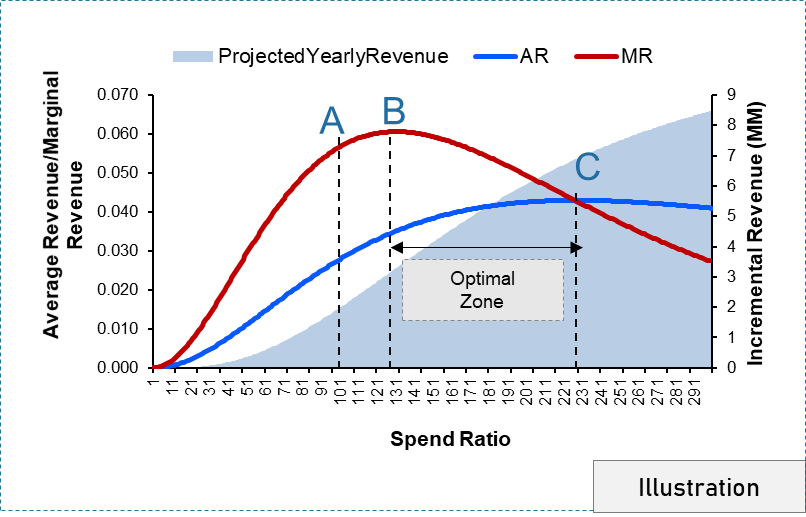 ProjectedYearlyRevenue AR MR
Average Revenue/Marginal
Revenue
0.070
0.060
0.050
0.040
0.030
0.020
0.010
0.000
A
B
C
Optimal
Zone
9
8
7
6
5
4
3
2
1
0
Incremental Revenue (MM)
1 11 21 31 41 51 61 71 81 91 101 111 121 131 141 151 161 171 181 191 201 211 221 231 241 251 261 271 281 291
Spend Ratio
Illustration